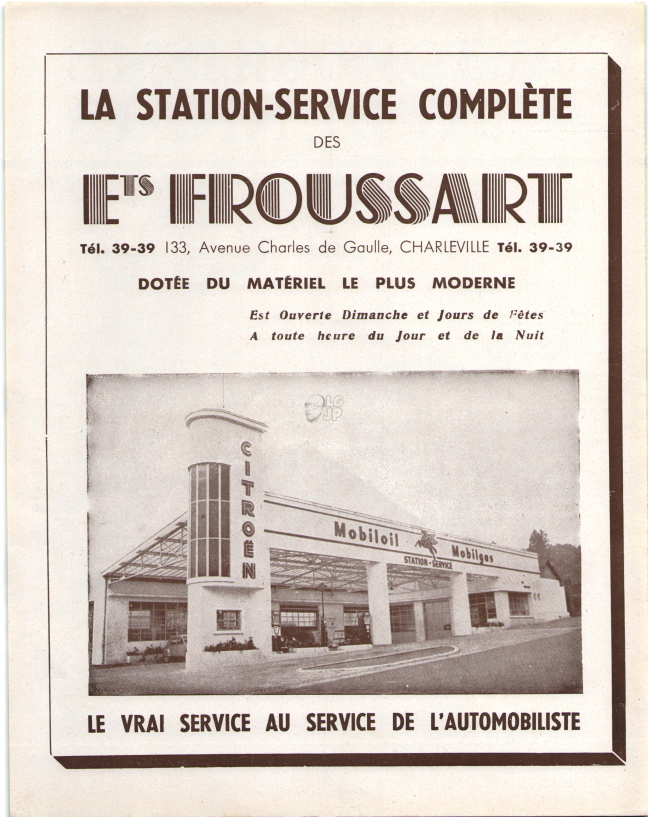 LA STATION-SERVICE COMPLÈTE
DES
ETS FROUSSART
Tél. 39-39 133, Avenue Charles de Gaulle, CHARLEVILLE Tél. 39-39
DOTÉE DU MATÉRIEL LE PLUS MODERNE
Est Ouverte Dimanche et Jours de Fêtes
A toute heure du Jour et de la Nuit
LG
JP
CITROËN
Mobiloil Mobilgas
STATION-SERVICE
LE VRAI SERVICE AU SERVICE DE L'AUTOMOBILISTE